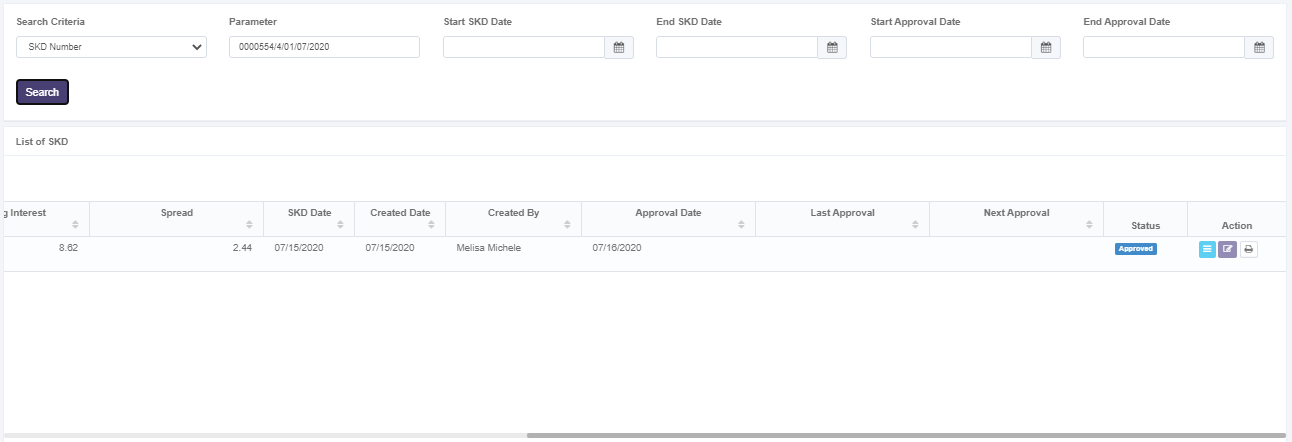 Search Criteria Parameter Start SKD Date End SKD Date Start Approval Date End Approval Date
SKD Number 0000554/4/01/07/2020
Search
List of SKD
g Interest Spread SKD Date Created Date Created By Approval Date Last Approval Next Approval Status Action
8.62 2.44 07/15/2020 07/15/2020 Melisa Michele 07/16/2020 Approved